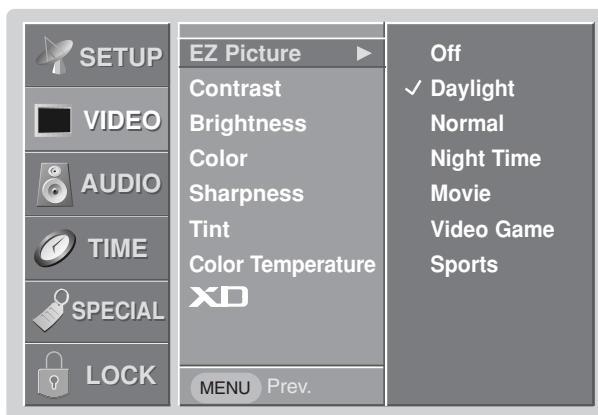 SETUP
VIDEO
AUDIO
TIME
SPECIAL
LOCK
EZ Picture
Contrast
Brightness
Color
Sharpness
Tint
Color Temperature
XD
MENU Prev.
Off
Daylight
Normal
Night Time
Movie
Video Game
Sports